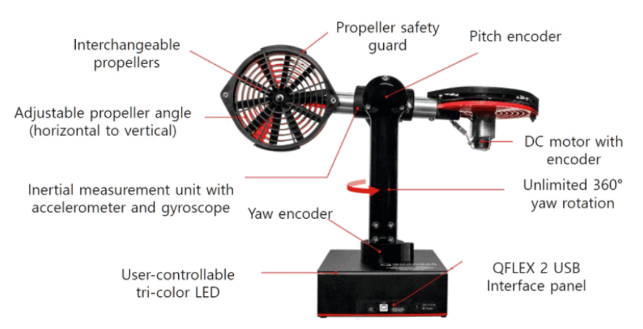 Propeller safety
guard
Pitch encoder
Interchangeable
propellers
Adjustable propeller angle
(horizontal to vertical)
DC motor with
encoder
Inertial measurement unit with
accelerometer and gyroscope
Unlimited 360°
yaw rotation
Yaw encoder
User-controllable
tri-color LED
QFLEX 2 USB
Interface panel